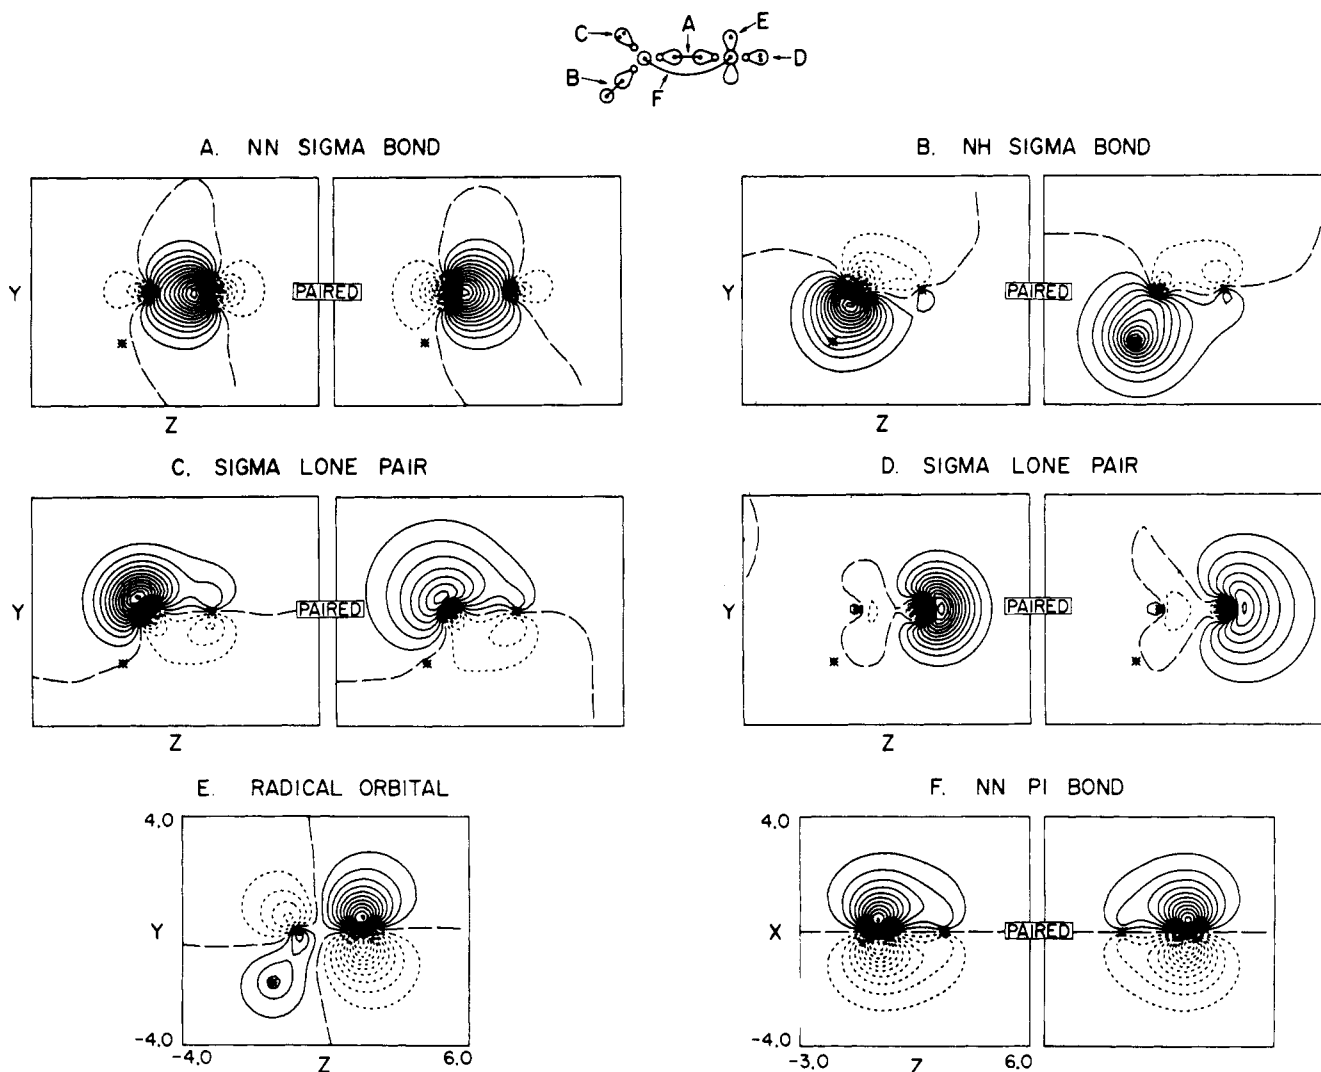 A
E
C
D
B
F
A. NN SIGMA BOND
B. NH SIGMA BOND
Y
PAIRED
Y
PAIRED
Z
Z
C. SIGMA LONE PAIR
D. SIGMA LONE PAIR
Y
PAIRED
Y
PAIRED
Z
Z
E. RADICAL ORBITAL
F. NN PI BOND
4.0
Y
-4.0
-4.0
Z
6.0
4.0
X
PAIRED
-4.0
-3.0
Z
6.0